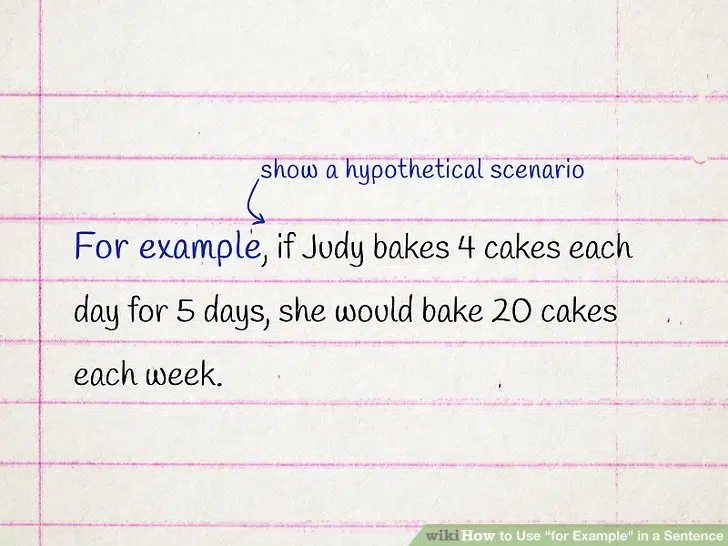 show a hypothetical scenario
For example, if Judy bakes 4 cakes each
day for 5 days, she would bake 20 cakes
each week.
wikiHow to Use "for Example" in a Sentence